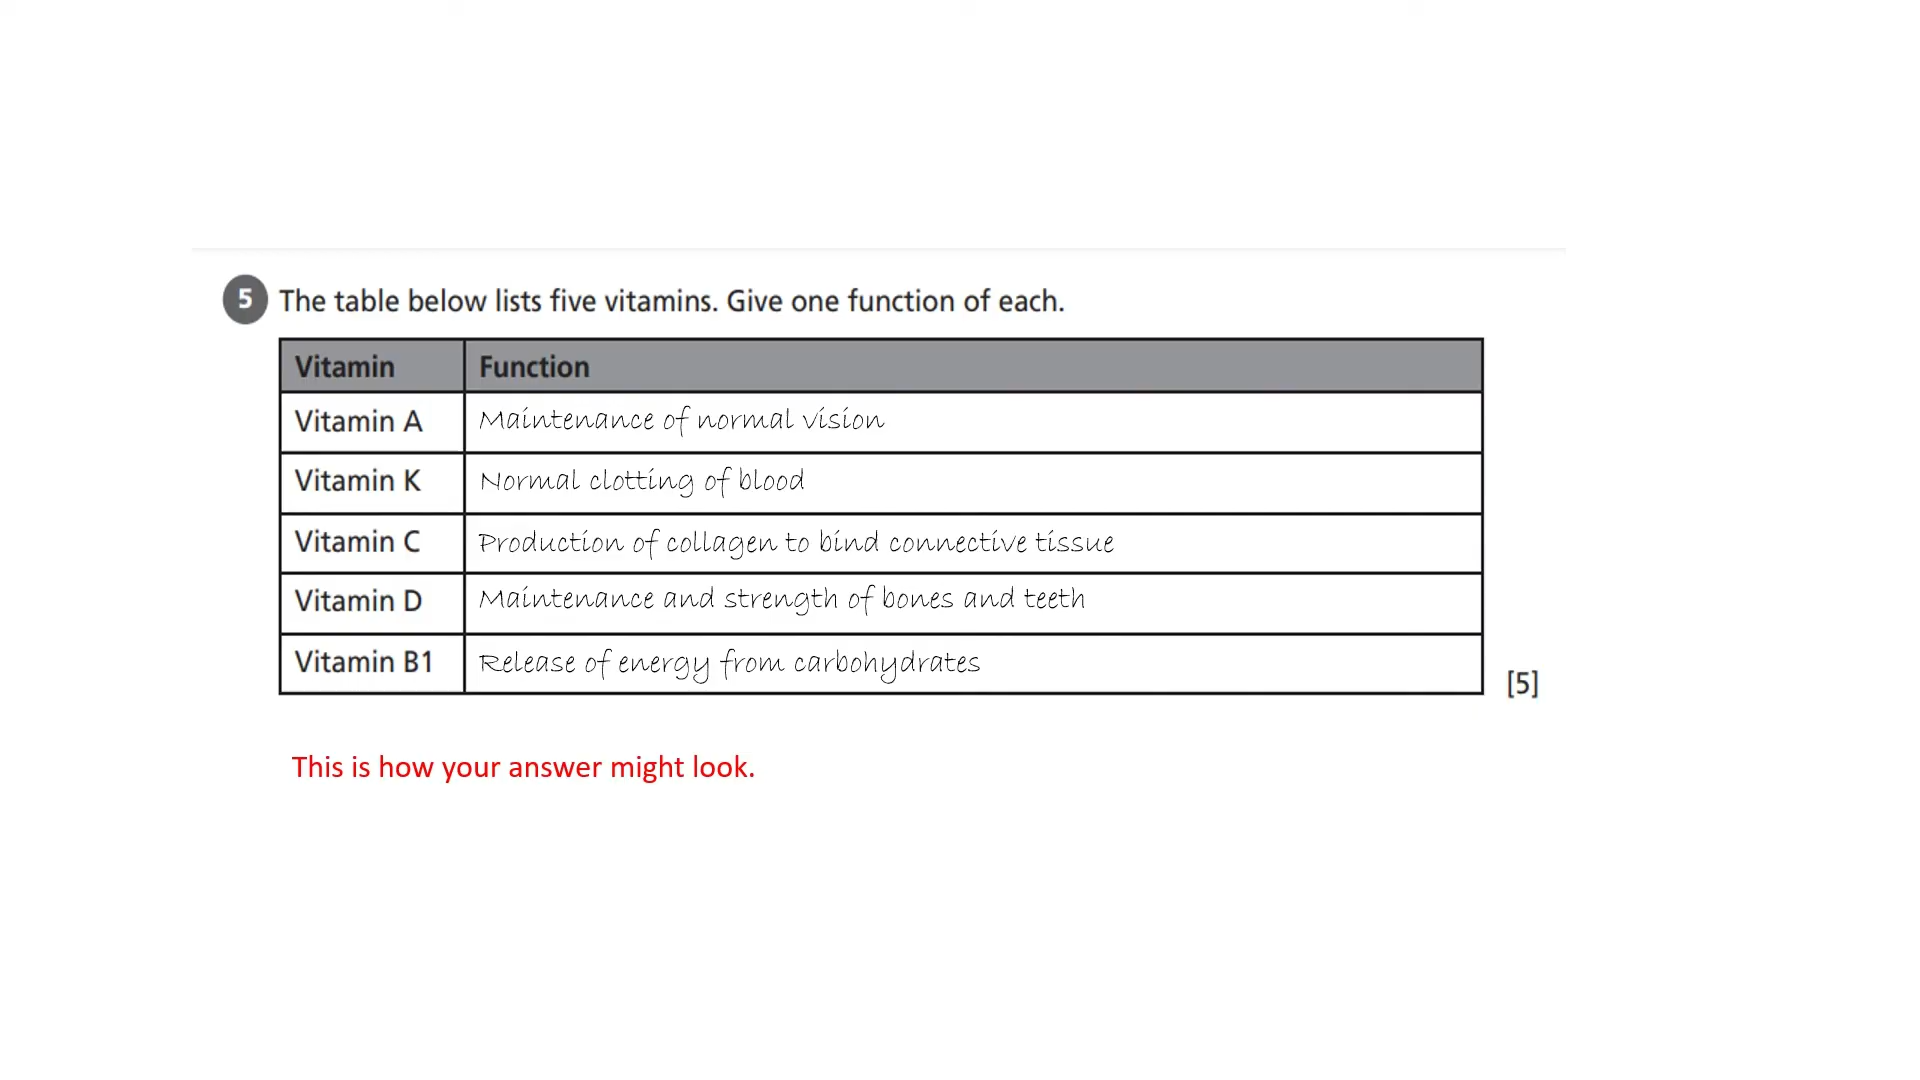 5 The table below lists five vitamins. Give one function of each.
Vitamin Function
Vitamin A Maintenance of normal vision
Vitamin K Normal clotting of blood
Vitamin C Production of collagen to bind connective tissue
Vitamin D Maintenance and strength of bones and teeth
Vitamin B1 Release of energy from carbohydrates
[5]
This is how your answer might look.